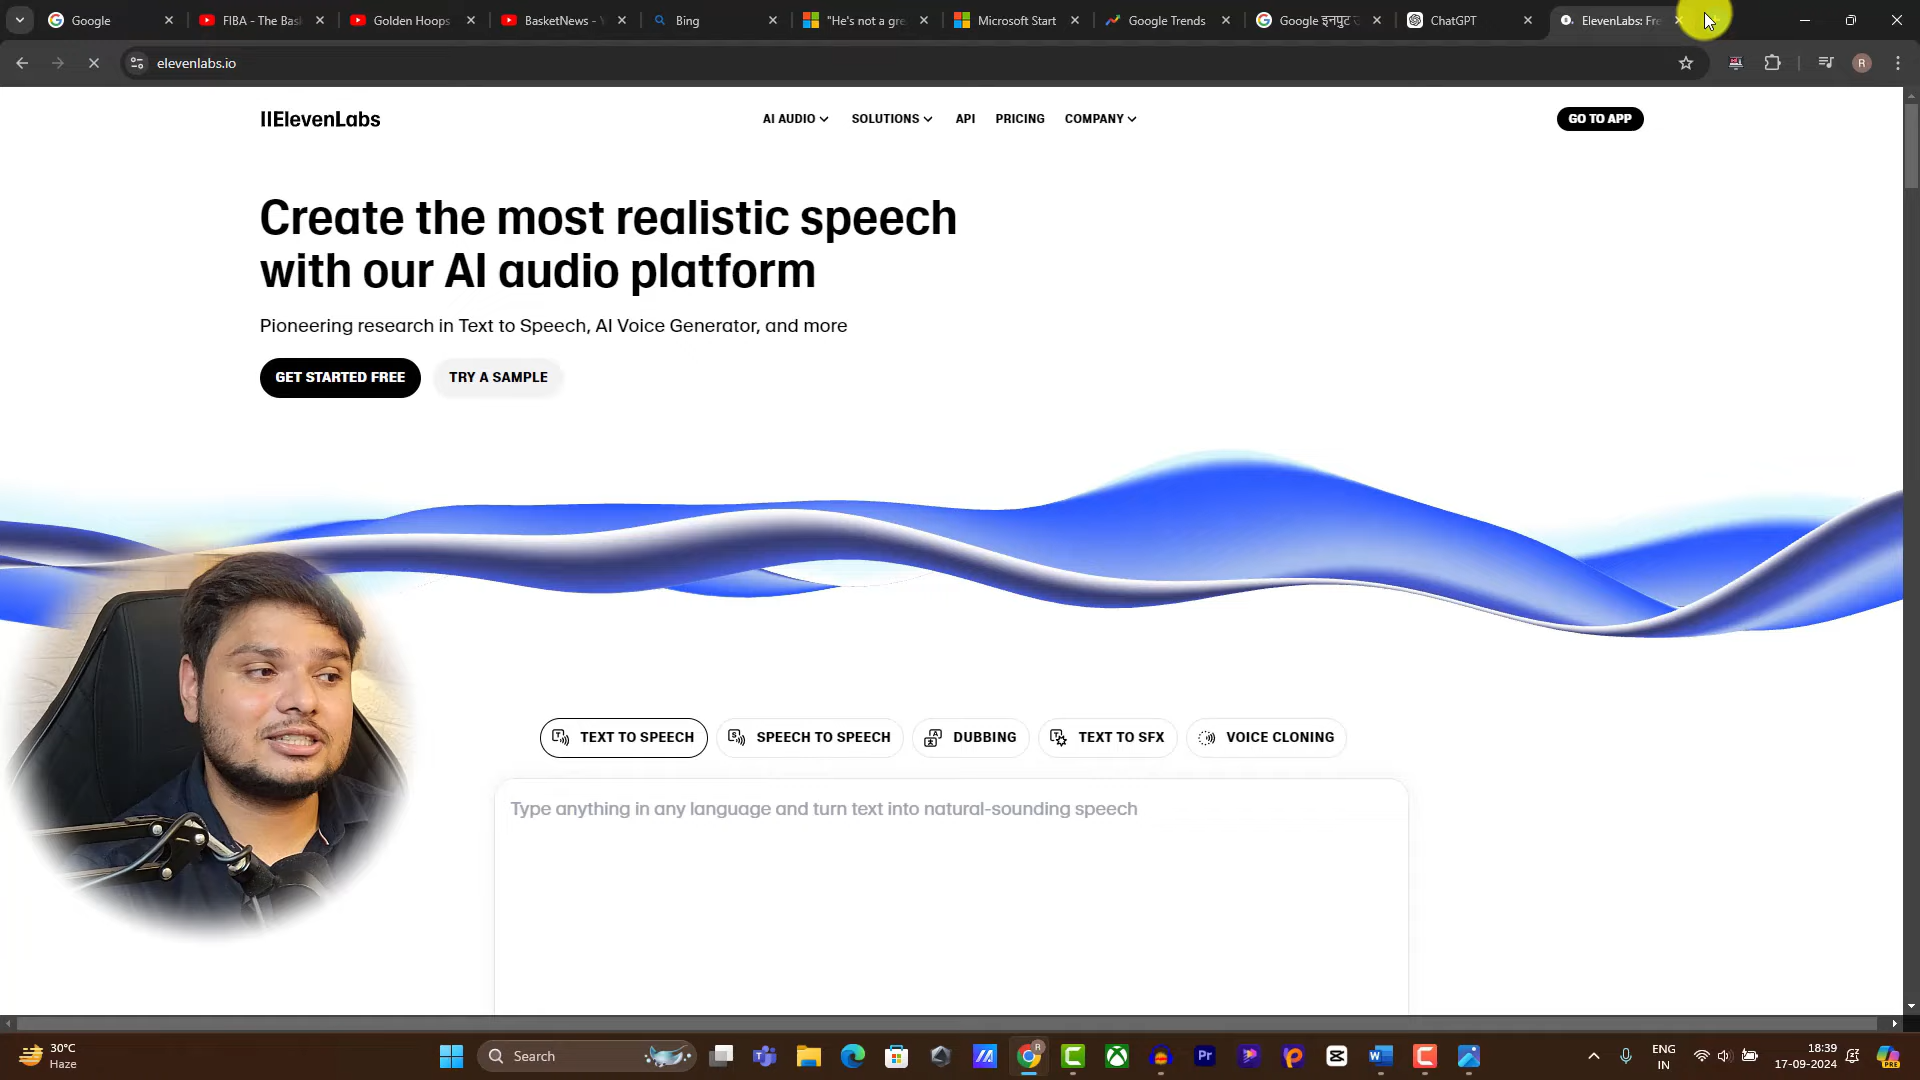 Google
FIBA - The Bas
Golden Hoops
BasketNews -
Bing
"He's not a gre
Microsoft Start
Google Trends
Google इनपुट उ
ChatGPT
ElevenLabs: Fre
elevenlabs.io
R
IIElevenLabs
AI AUDIO
SOLUTIONS
API
PRICING
COMPANY
GO TO APP
Create the most realistic speech
with our AI audio platform
Pioneering research in Text to Speech, AI Voice Generator, and more
GET STARTED FREE
TRY A SAMPLE
TEXT TO SPEECH
SPEECH TO SPEECH
DUBBING
TEXT TO SFX
VOICE CLONING
Type anything in any language and turn text into natural-sounding speech
30°C
Haze
Search
R
Pr
ENG
IN
18:39
17-09-2024
PRE